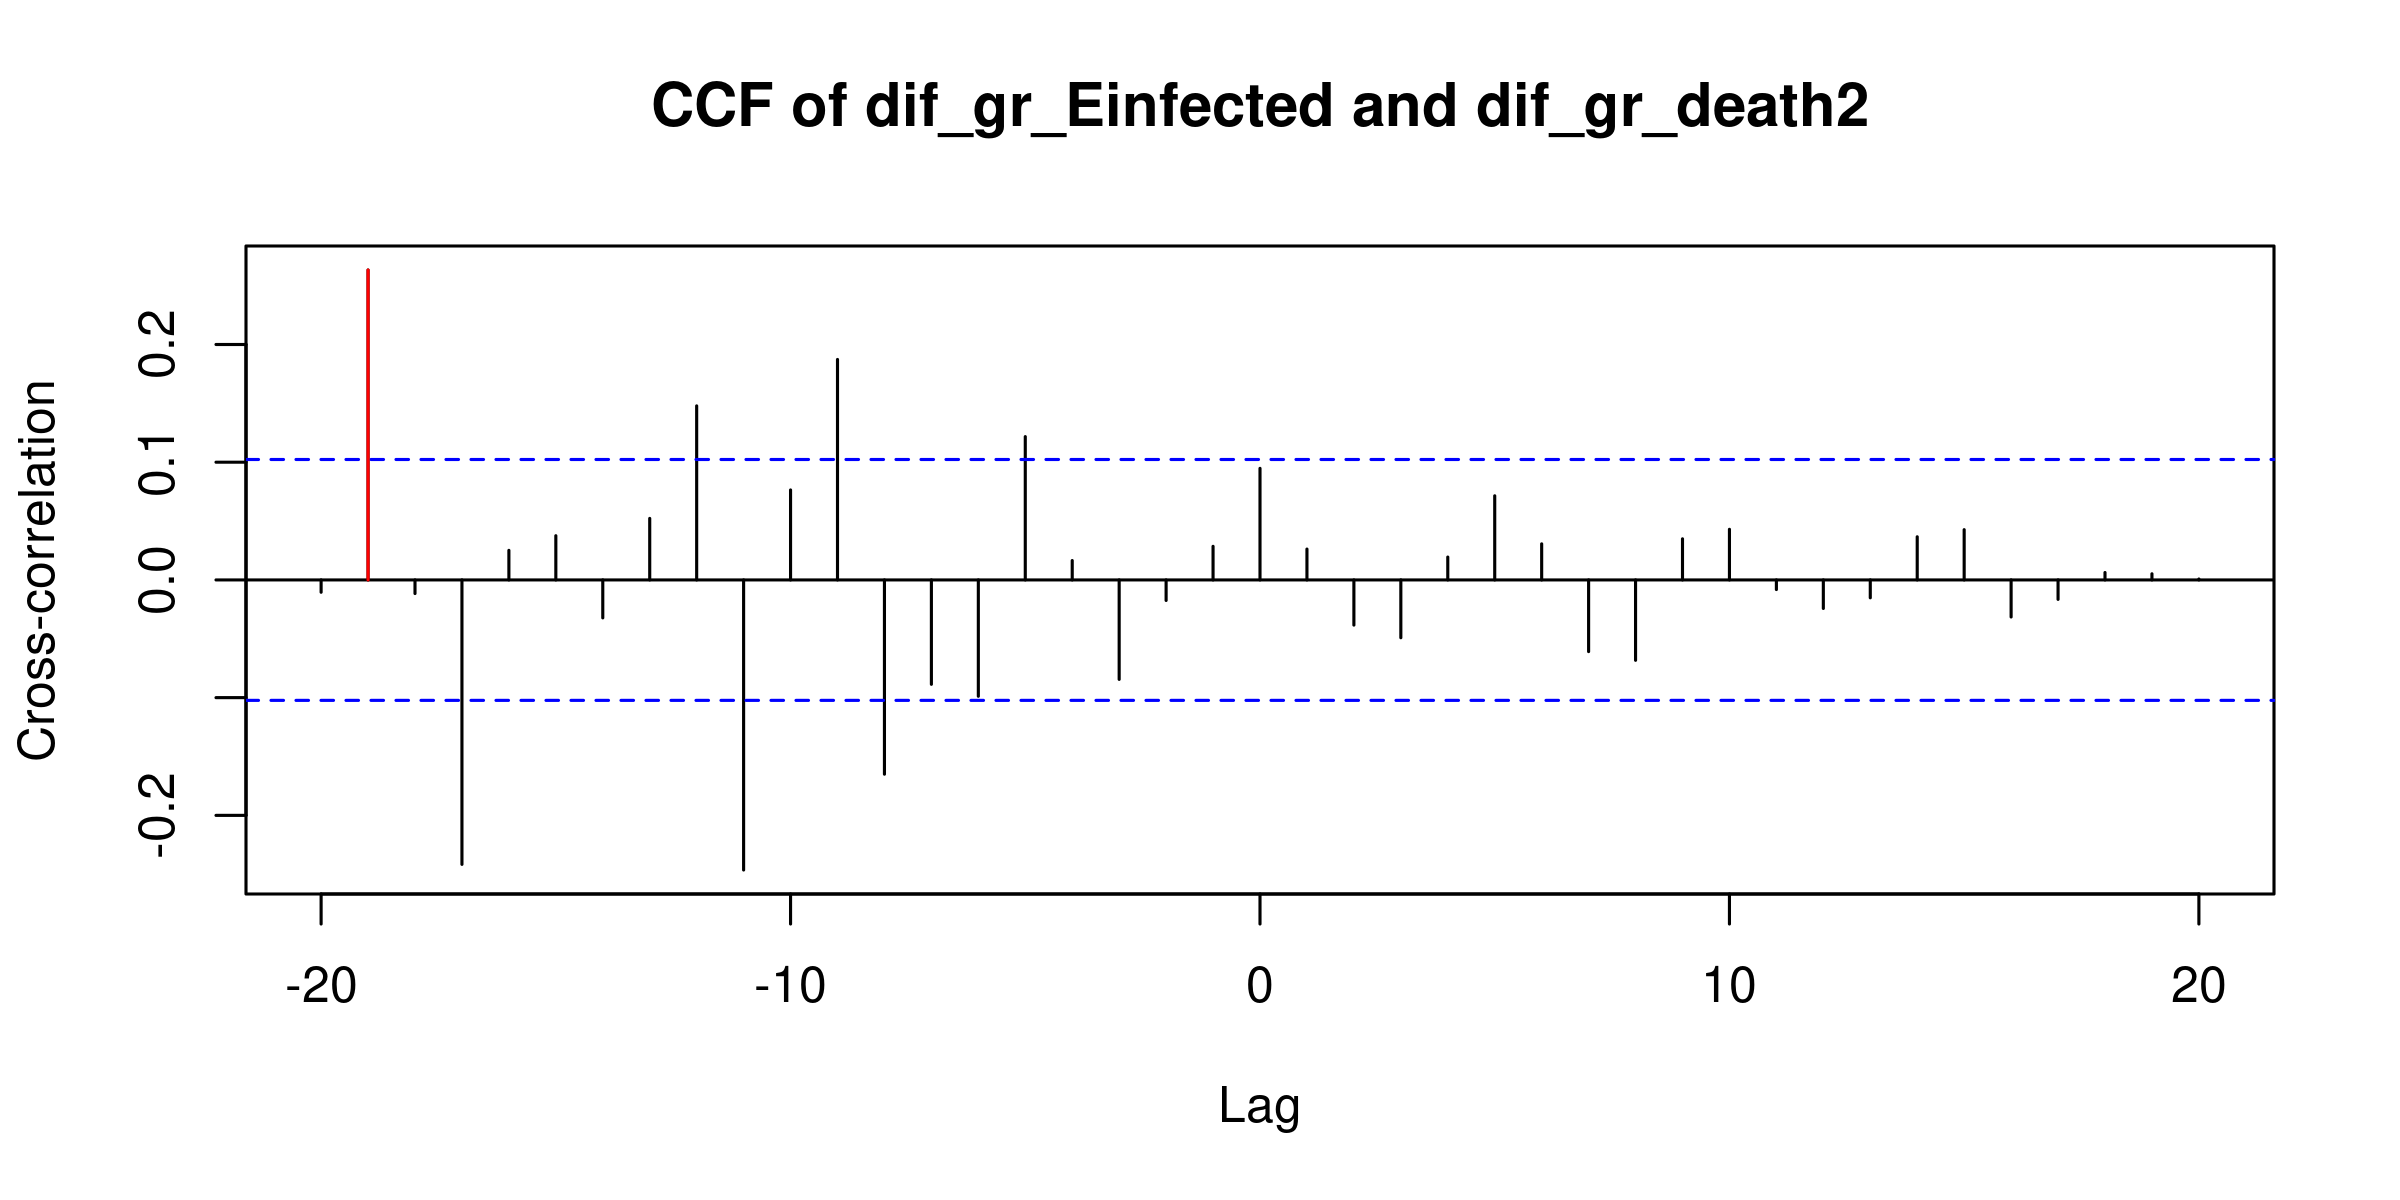 CCF of dif_gr_Einfected and dif_gr_death2
Cross-correlation
0.2
0.1
0.0
-0.2
-20 -10 0 10 20
Lag